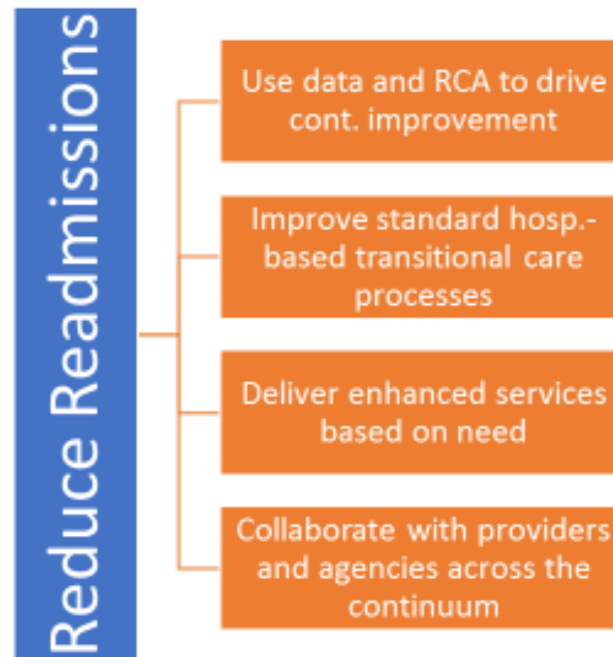 Reduce Readmissions
Use data and RCA to drive
cont. improvement
Improve standard hosp.-
based transitional care
processes
Deliver enhanced services
based on need
Collaborate with providers
and agencies across the
continuum